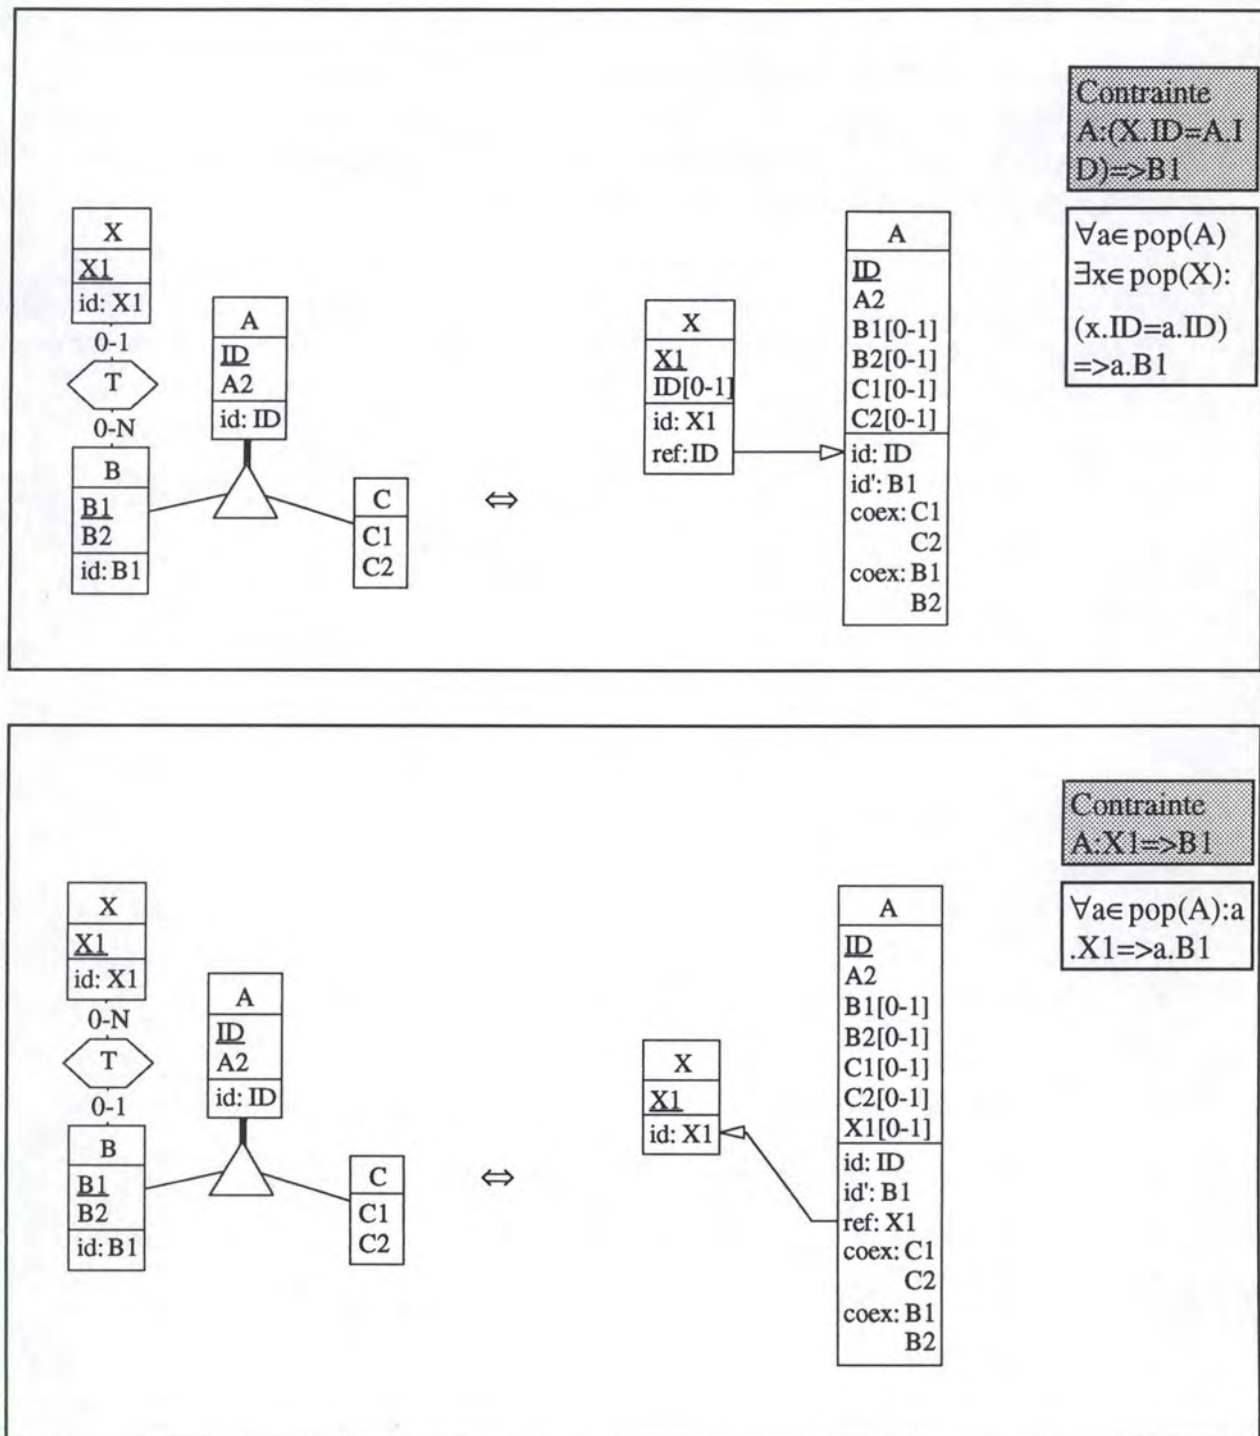 Contrainte
A:(X.ID=A.I
D)=>B1
∀a∈pop(A)
∃x∈pop(X):
(x.ID=a.ID)
=>a.B1
X
X1
id: X1
0-1
T
0-N
B
B1
B2
id: B1
A
ID
A2
id: ID
C
C1
C2
⇔
X
X1
ID[0-1]
id: X1
ref: ID
A
ID
A2
B1[0-1]
B2[0-1]
C1[0-1]
C2[0-1]
id: ID
id': B1
coex: C1
C2
coex: B1
B2
Contrainte
A:X1=>B1
∀a∈pop(A):a
.X1=>a.B1
X
X1
id: X1
0-N
T
0-1
B
B1
B2
id: B1
A
ID
A2
id: ID
C
C1
C2
⇔
X
X1
id: X1
A
ID
A2
B1[0-1]
B2[0-1]
C1[0-1]
C2[0-1]
X1[0-1]
id: ID
id': B1
ref: X1
coex: C1
C2
coex: B1
B2